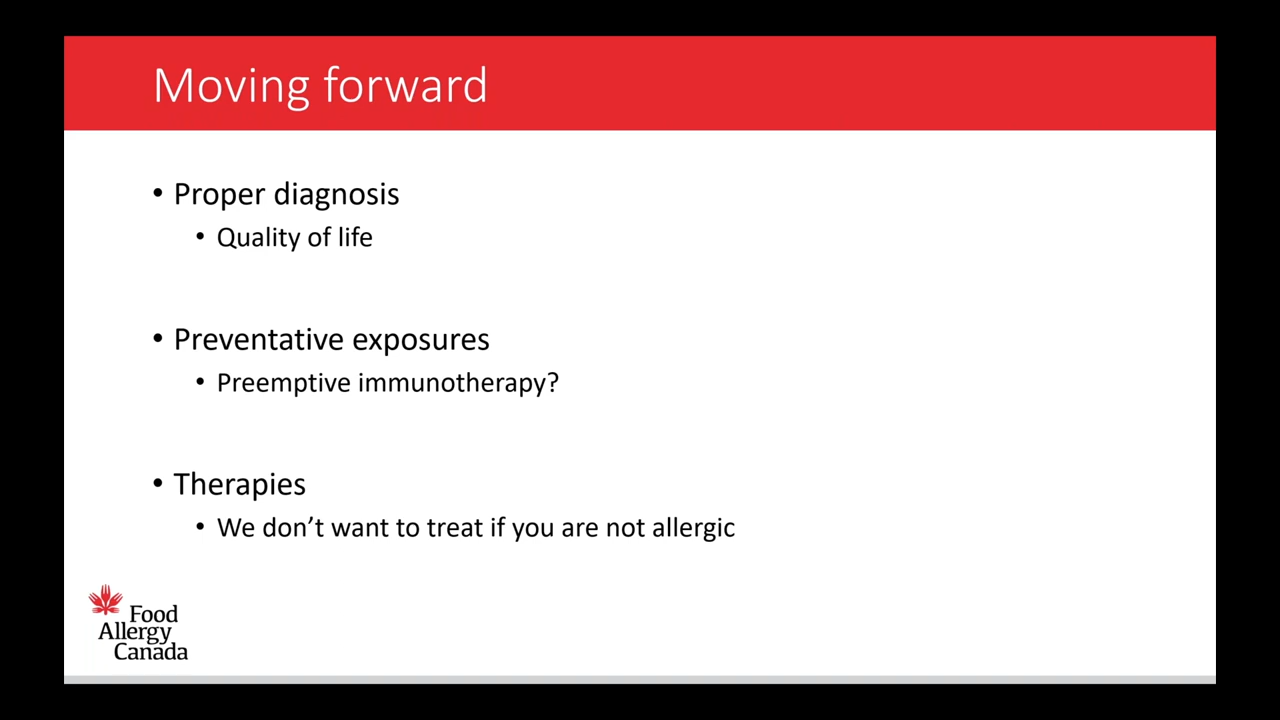 Moving forward
• Proper diagnosis
• Quality of life
• Preventative exposures
• Preemptive immunotherapy?
• Therapies
• We don’t want to treat if you are not allergic
Food
Allergy
Canada